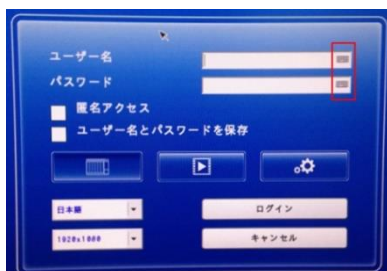 ユーザー名
パスワード
匿名アクセス
ユーザー名とパスワードを保存
日本語
ログイン
1920x1080
キャンセル